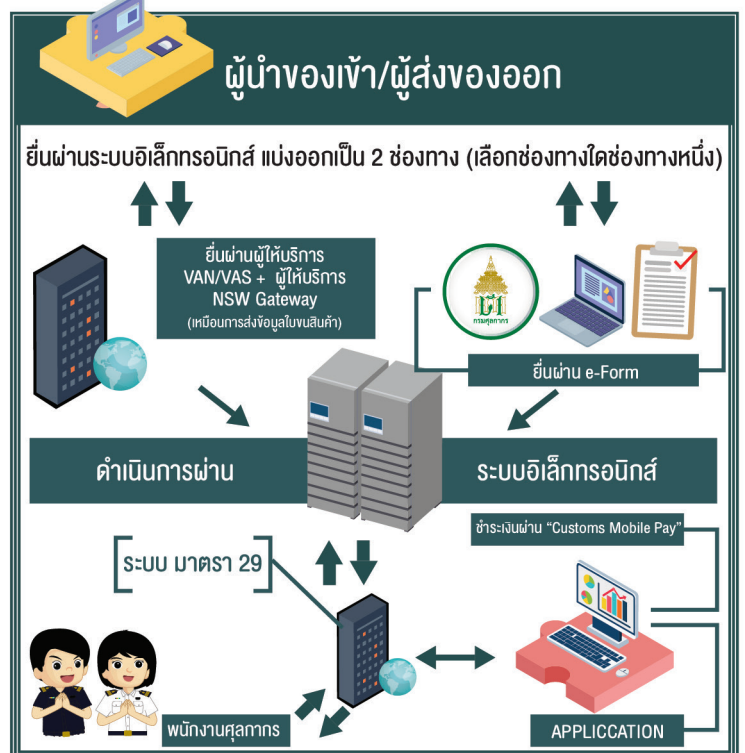 ผู้นำของเข้า/ผู้ส่งของออก
ยื่นผ่านระบบอิเล็กทรอนิกส์ แบ่งออกเป็น 2 ช่องทาง (เลือกช่องทางใดช่องทางหนึ่ง)
ยื่นผ่านผู้ให้บริการ
VAN/VAS + ผู้ให้บริการ
NSW Gateway
(เหมือนการส่งข้อมูลใบขนสินค้า)
กรมศุลกากร
ยื่นผ่าน e-Form
ดำเนินการผ่าน
ระบบอิเล็กทรอนิกส์
ชำระเงินผ่าน “Customs Mobile Pay”
ระบบ มาตรา 29
พนักงานศุลกากร
APPLICCATION